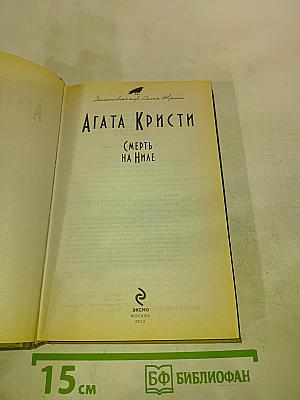 Агата Кристи
Смерть
на Ниле
ЭКСМО
МОСКВА
15 см
БФ БИБЛИОФАН